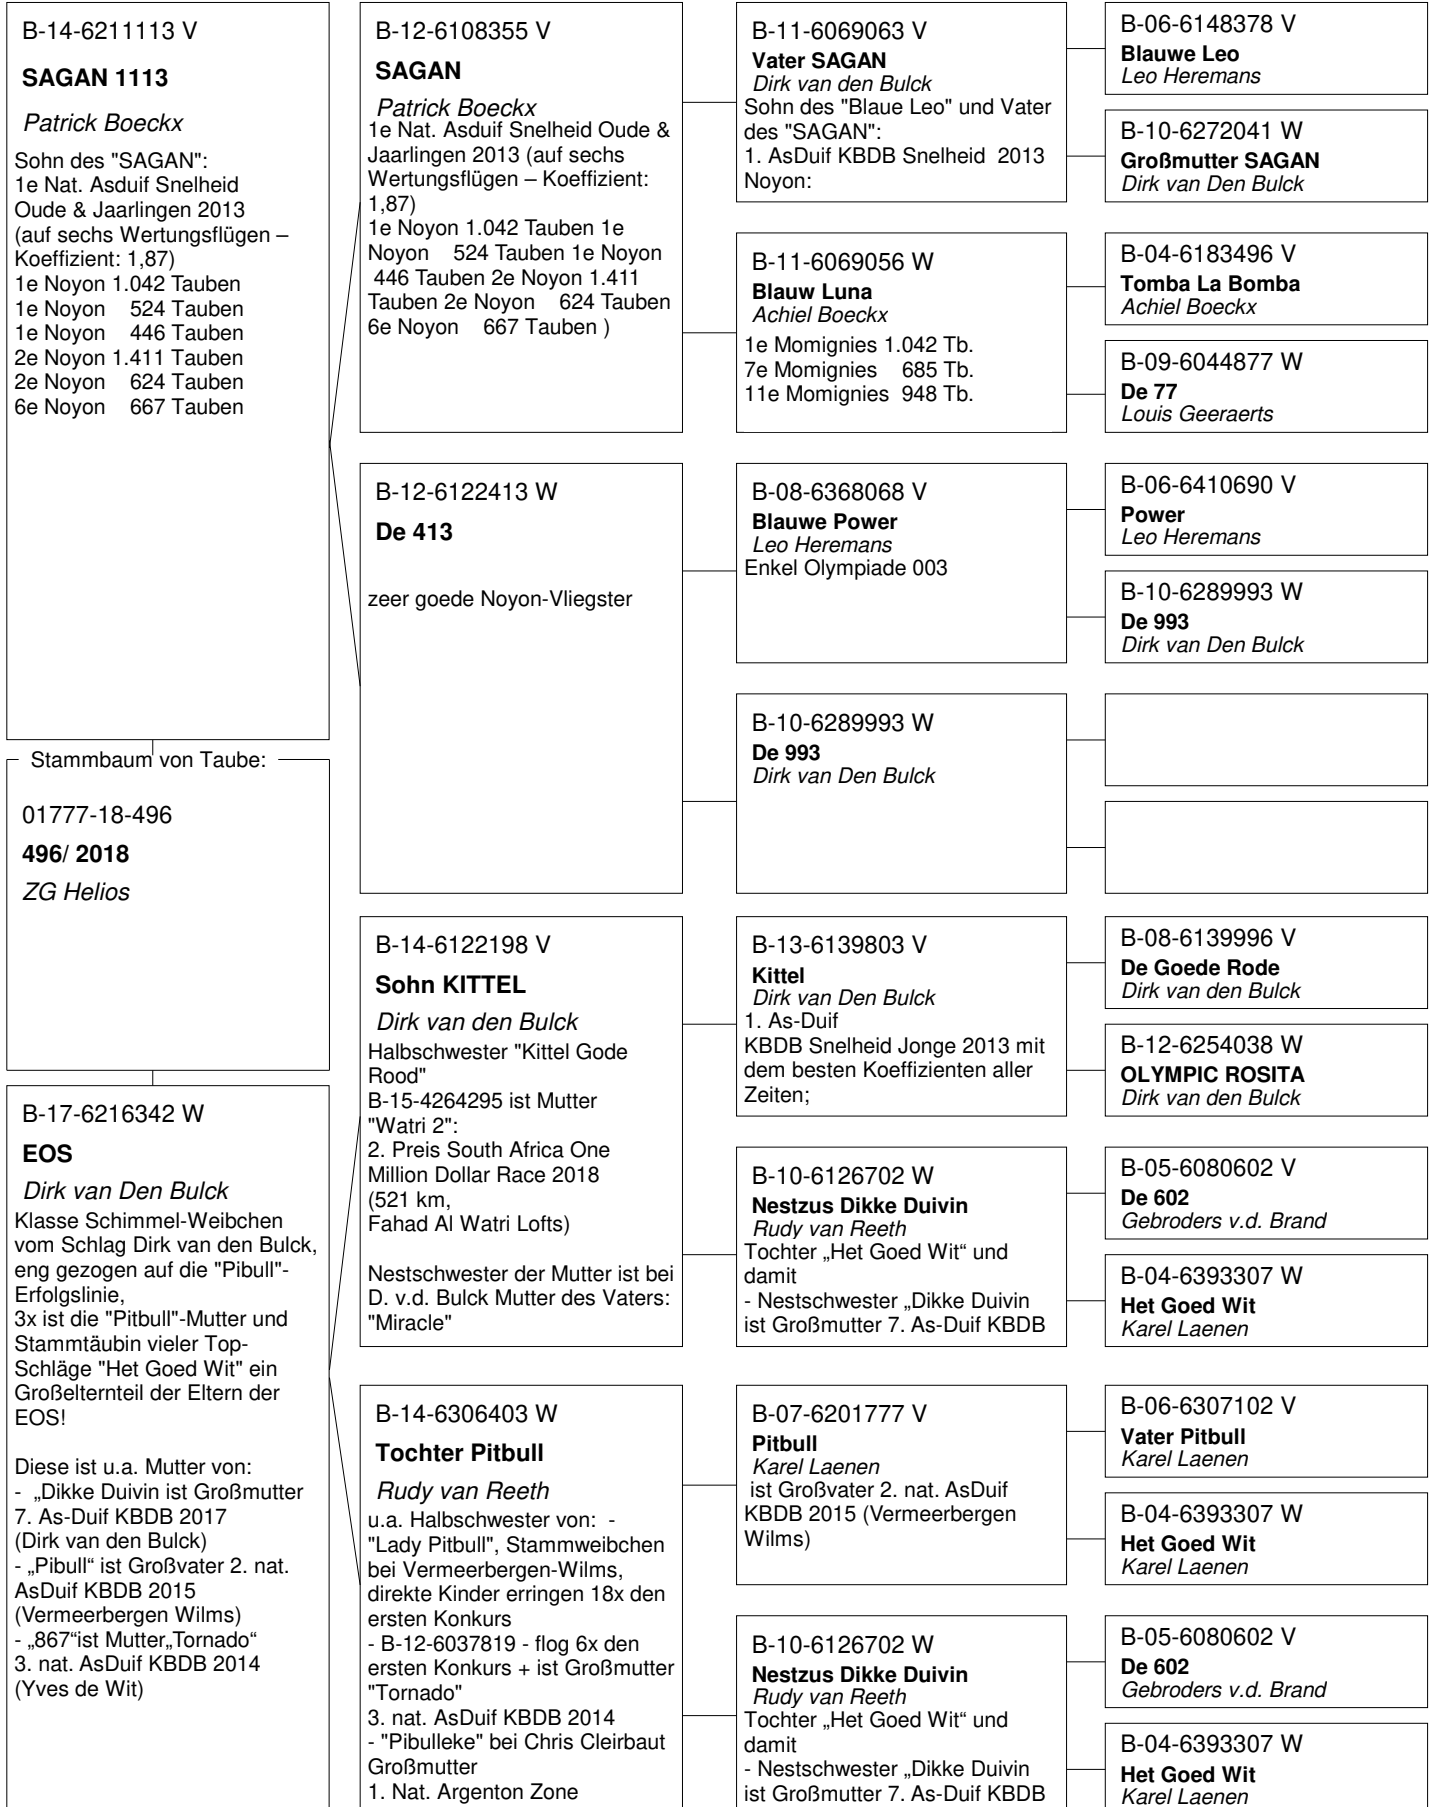 B-14-6211113 V
SAGAN 1113
Patrick Boeckx
Sohn des "SAGAN":
1e Nat. Asduif Snelheid
Oude & Jaarlingen 2013
(auf sechs Wertungsflügen –
Koeffizient: 1,87)
1e Noyon 1.042 Tauben
1e Noyon 524 Tauben
1e Noyon 446 Tauben
2e Noyon 1.411 Tauben
2e Noyon 624 Tauben
6e Noyon 667 Tauben
Stammbaum von Taube:
01777-18-496
496/ 2018
ZG Helios
B-17-6216342 W
EOS
Dirk van Den Bulck
Klasse Schimmel-Weibchen
vom Schlag Dirk van den Bulck,
eng gezogen auf die "Pibull"-
Erfolgslinie,
3x ist die "Pitbull"-Mutter und
Stammtäubin vieler Top-
Schläge "Het Goed Wit" ein
Großelternteil der Eltern der
EOS!
Diese ist u.a. Mutter von:
- „Dikke Duivin ist Großmutter
7. As-Duif KBDB 2017
(Dirk van den Bulck)
- „Pibull“ ist Großvater 2. nat.
AsDuif KBDB 2015
(Vermeerbergen Wilms)
- „867“ist Mutter„Tornado“
3. nat. AsDuif KBDB 2014
(Yves de Wit)
B-12-6108355 V
SAGAN
Patrick Boeckx
1e Nat. Asduif Snelheid Oude &
Jaarlingen 2013 (auf sechs
Wertungsflügen – Koeffizient:
1,87)
1e Noyon 1.042 Tauben 1e
Noyon 524 Tauben 1e Noyon
446 Tauben 2e Noyon 1.411
Tauben 2e Noyon 624 Tauben
6e Noyon 667 Tauben )
B-12-6122413 W
De 413
zeer goede Noyon-Vliegster
B-14-6122198 V
Sohn KITTEL
Dirk van den Bulck
Halbschwester "Kittel Gode
Rood"
B-15-4264295 ist Mutter
"Watri 2":
2. Preis South Africa One
Million Dollar Race 2018
(521 km,
Fahad Al Watri Lofts)
Nestschwester der Mutter ist bei
D. v.d. Bulck Mutter des Vaters:
"Miracle"
B-14-6306403 W
Tochter Pitbull
Rudy van Reeth
u.a. Halbschwester von: -
"Lady Pitbull", Stammweibchen
bei Vermeerbergen-Wilms,
direkte Kinder erringen 18x den
ersten Konkurs
- B-12-6037819 - flog 6x den
ersten Konkurs + ist Großmutter
"Tornado"
3. nat. AsDuif KBDB 2014
- "Pibulleke" bei Chris Cleirbaut
Großmutter
1. Nat. Argenton Zone
B-11-6069063 V
Vater SAGAN
Dirk van den Bulck
Sohn des "Blaue Leo" und Vater
des "SAGAN":
1. AsDuif KBDB Snelheid 2013
Noyon:
B-11-6069056 W
Blauw Luna
Achiel Boeckx
1e Momignies 1.042 Tb.
7e Momignies 685 Tb.
11e Momignies 948 Tb.
B-08-6368068 V
Blauwe Power
Leo Heremans
Enkel Olympiade 003
B-10-6289993 W
De 993
Dirk van Den Bulck
B-13-6139803 V
Kittel
Dirk van Den Bulck
1. As-Duif
KBDB Snelheid Jonge 2013 mit
dem besten Koeffizienten aller
Zeiten;
B-10-6126702 W
Nestzus Dikke Duivin
Rudy van Reeth
Tochter „Het Goed Wit“ und
damit
- Nestschwester „Dikke Duivin
ist Großmutter 7. As-Duif KBDB
B-07-6201777 V
Pitbull
Karel Laenen
ist Großvater 2. nat. AsDuif
KBDB 2015 (Vermeerbergen
Wilms)
B-10-6126702 W
Nestzus Dikke Duivin
Rudy van Reeth
Tochter „Het Goed Wit“ und
damit
- Nestschwester „Dikke Duivin
ist Großmutter 7. As-Duif KBDB
B-06-6148378 V
Blauwe Leo
Leo Heremans
B-10-6272041 W
Großmutter SAGAN
Dirk van Den Bulck
B-04-6183496 V
Tomba La Bomba
Achiel Boeckx
B-09-6044877 W
De 77
Louis Geeraerts
B-06-6410690 V
Power
Leo Heremans
B-10-6289993 W
De 993
Dirk van Den Bulck
B-08-6139996 V
De Goede Rode
Dirk van den Bulck
B-12-6254038 W
OLYMPIC ROSITA
Dirk van den Bulck
B-05-6080602 V
De 602
Gebroders v.d. Brand
B-04-6393307 W
Het Goed Wit
Karel Laenen
B-06-6307102 V
Vater Pitbull
Karel Laenen
B-04-6393307 W
Het Goed Wit
Karel Laenen
B-05-6080602 V
De 602
Gebroders v.d. Brand
B-04-6393307 W
Het Goed Wit
Karel Laenen